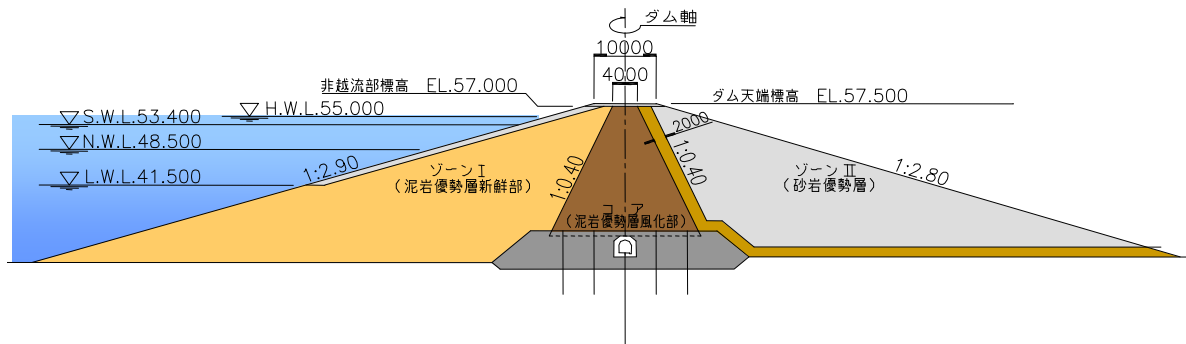 ダム軸
10000
4000
非越流部標高 EL.57.000
ダム天端標高 EL.57.500
H.W.L.55.000
S.W.L.53.400
N.W.L.48.500
L.W.L.41.500
2000
1:2.90
1:0.40
1:0.40
1:2.80
ゾーンⅠ
(泥岩優勢層新鮮部)
ゾーンⅡ
(砂岩優勢層)
コア
(泥岩優勢層風化部)